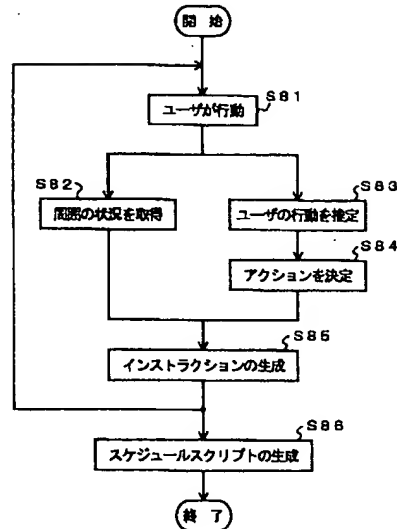 開 始
S81
ユーザが行動
S82
周囲の状況を取得
S83
ユーザの行動を推定
S84
アクションを決定
S85
インストラクションの生成
S86
スケジュールスクリプトの生成
終 了